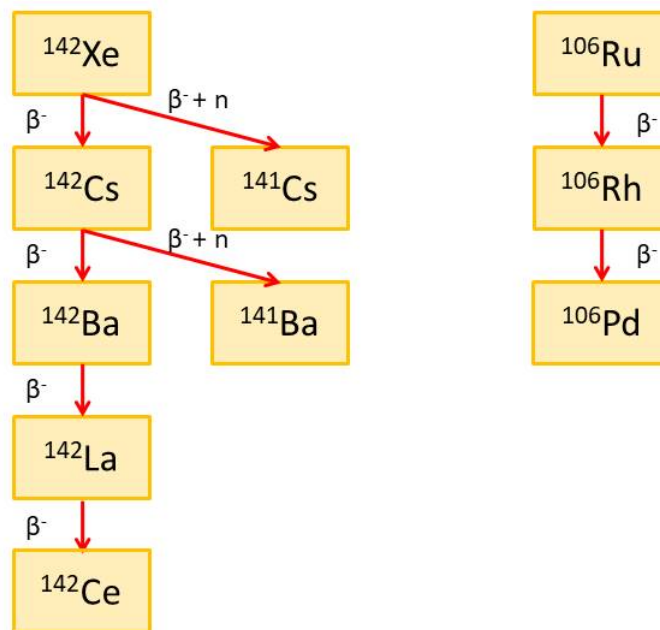 ¹⁴²Xe
¹⁰⁶Ru
β⁻
β⁻ + n
β⁻
¹⁴²Cs
¹⁴¹Cs
¹⁰⁶Rh
β⁻
β⁻ + n
β⁻
¹⁴²Ba
¹⁴¹Ba
¹⁰⁶Pd
β⁻
¹⁴²La
β⁻
¹⁴²Ce